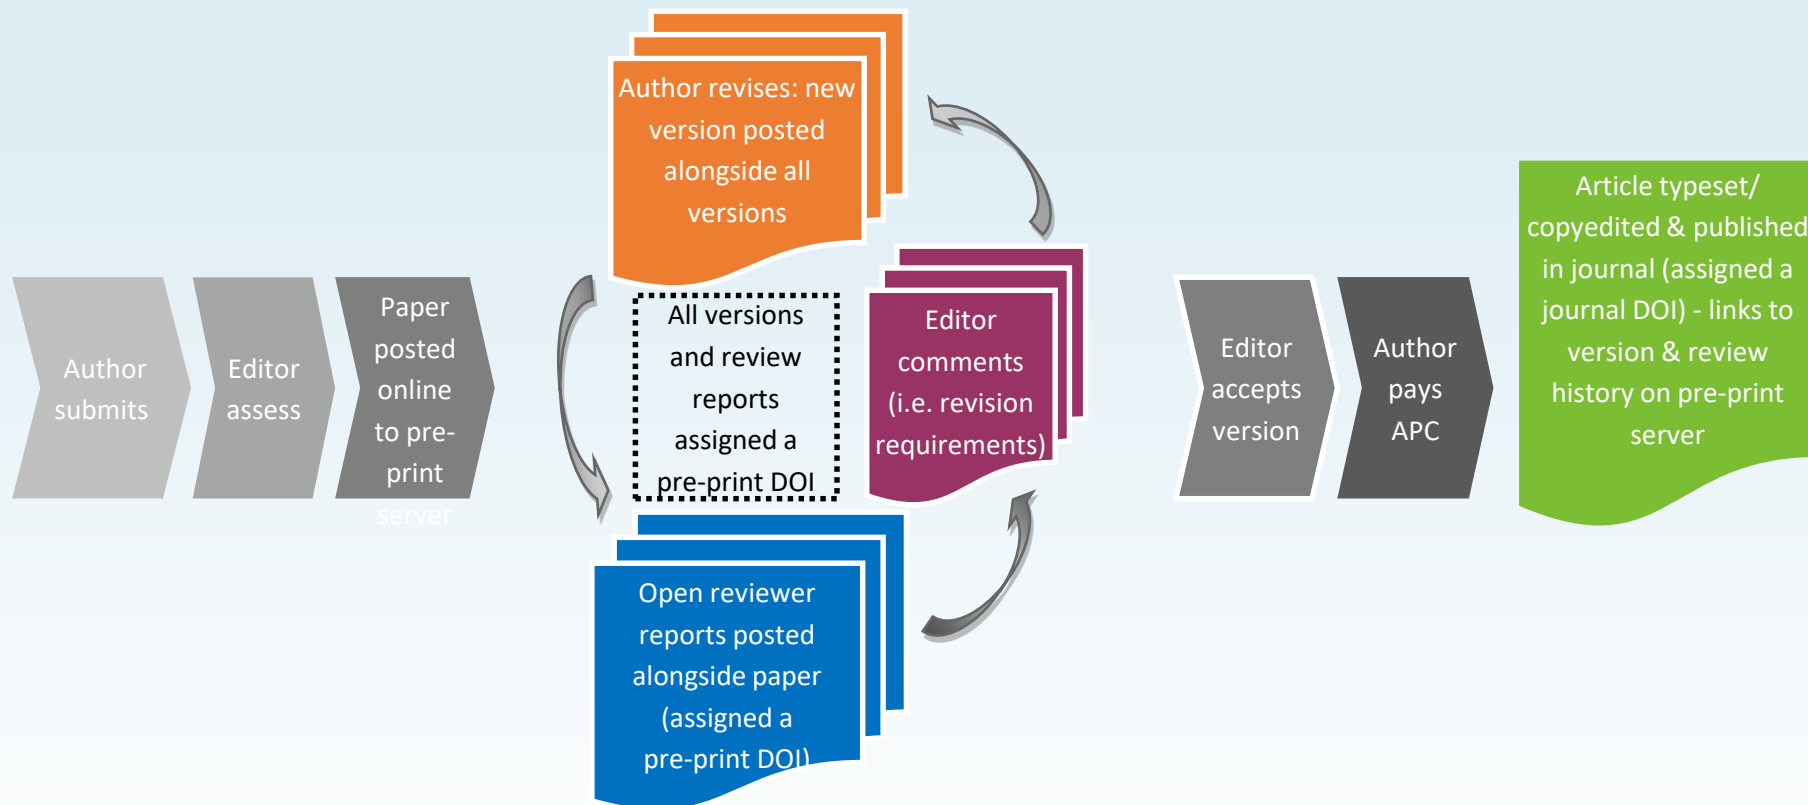 Author
submits
Editor
assess
Paper
posted
online
to pre-
print
server
Author revises: new
version posted
alongside all
versions
All versions
and review
reports
assigned a
pre-print DOI
Editor
comments
(i.e. revision
requirements)
Open reviewer
reports posted
alongside paper
(assigned a
pre-print DOI)
Editor
accepts
version
Author
pays
APC
Article typeset/
copyedited & published
in journal (assigned a
journal DOI) - links to
version & review
history on pre-print
server